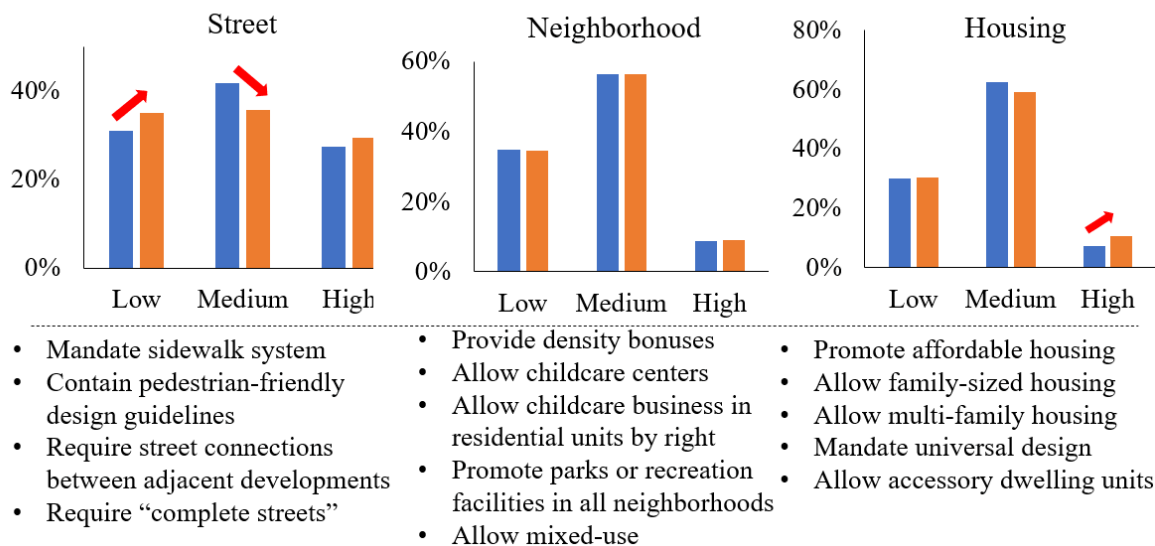 Street
40%
20%
0%
Low Medium High
• Mandate sidewalk system
• Contain pedestrian-friendly
design guidelines
• Require street connections
between adjacent developments
• Require “complete streets”
Neighborhood
60%
40%
20%
0%
Low Medium High
• Provide density bonuses
• Allow childcare centers
• Allow childcare business in
residential units by right
• Promote parks or recreation
facilities in all neighborhoods
• Allow mixed-use
Housing
80%
60%
40%
20%
0%
Low Medium High
• Promote affordable housing
• Allow family-sized housing
• Allow multi-family housing
• Mandate universal design
• Allow accessory dwelling units